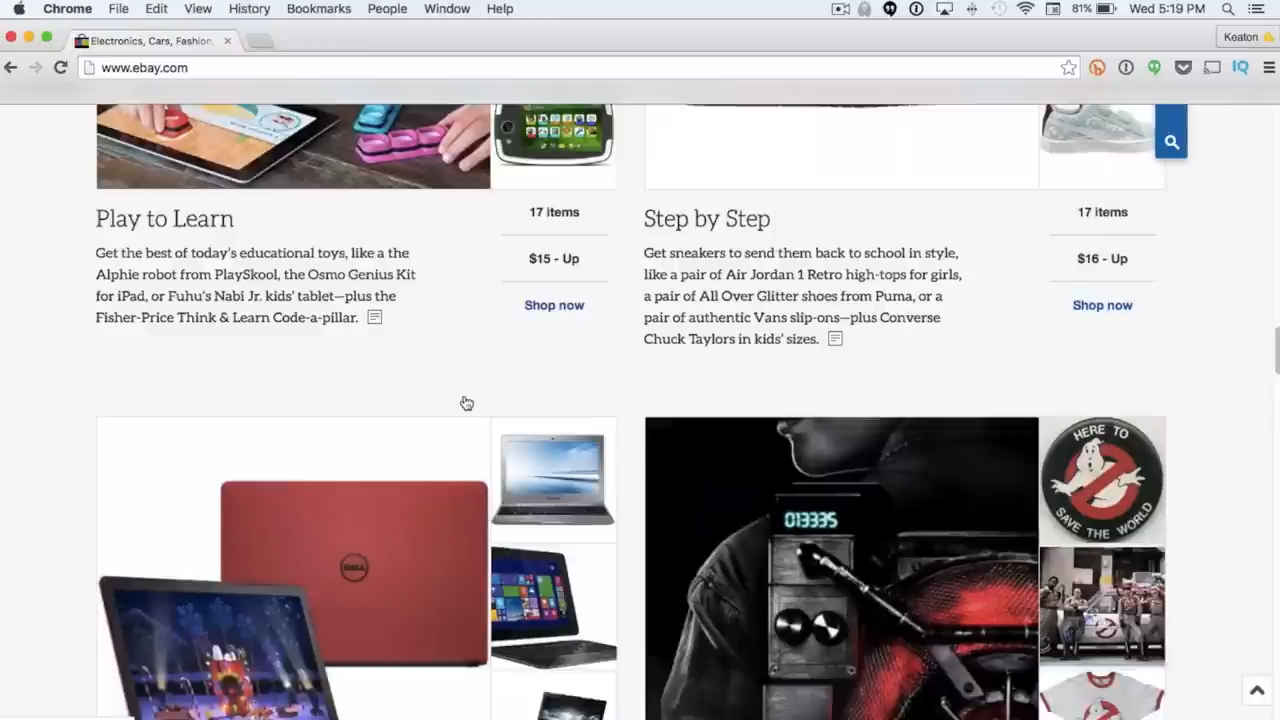 Chrome File Edit View History Bookmarks People Window Help 81% Wed 5:19 PM
Electronics, Cars, Fashion, Keaton
www.ebay.com
Play to Learn
17 items
Get the best of today's educational toys, like a the
Alphie robot from PlaySkool, the Osmo Genius Kit
for iPad, or Fuhu's Nabi Jr. kids' tablet—plus the
Fisher-Price Think & Learn Code-a-pillar.
$15 - Up
Shop now
Step by Step
17 items
Get sneakers to send them back to school in style,
like a pair of Air Jordan 1 Retro high-tops for girls,
a pair of All Over Glitter shoes from Puma, or a
pair of authentic Vans slip-ons—plus Converse
Chuck Taylors in kids' sizes.
$16 - Up
Shop now
DELL
013335
HERE TO
SAVE THE WORLD